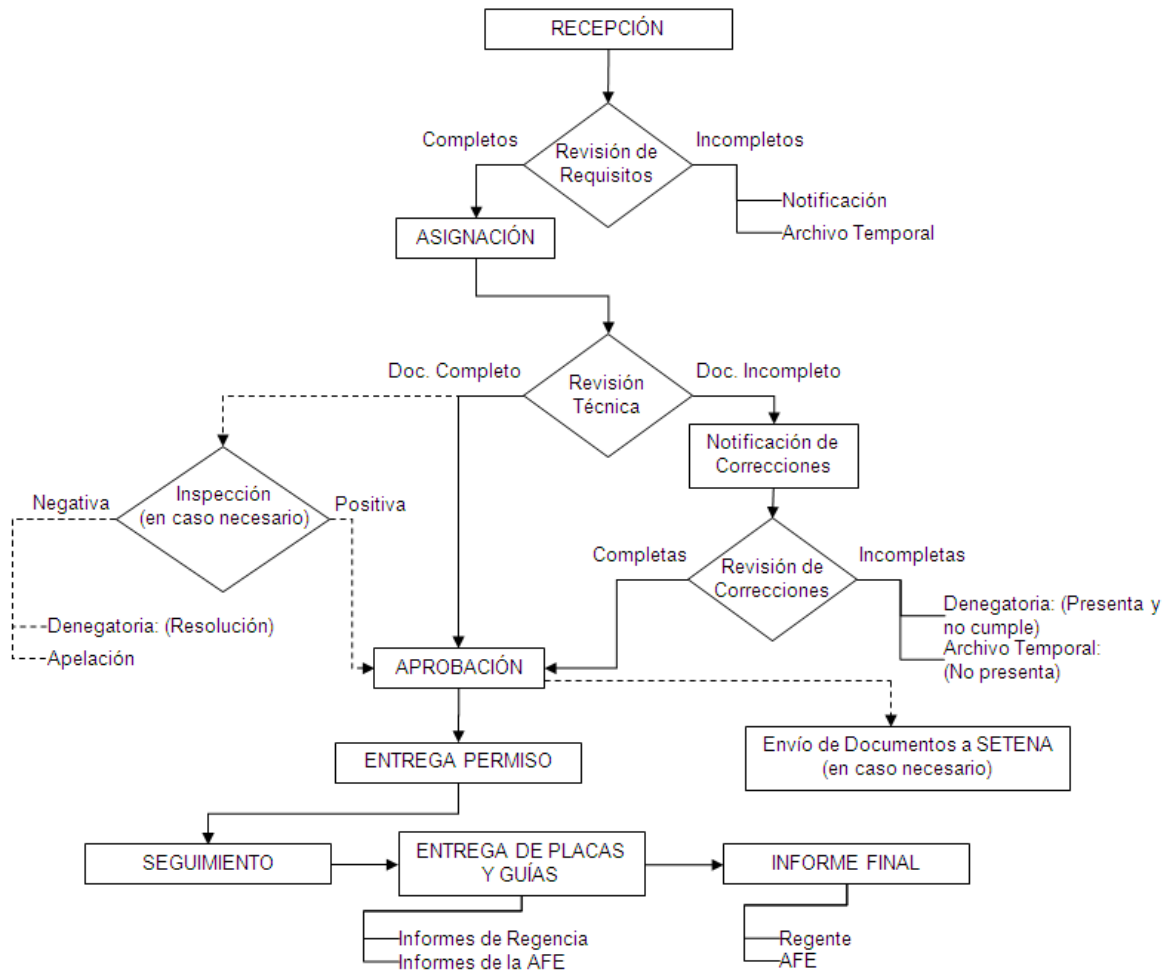 RECEPCIÓN
Completos
Incompletos
Revisión de
Requisitos
Notificación
Archivo Temporal
ASIGNACIÓN
Doc. Completo
Doc. Incompleto
Revisión
Técnica
Notificación de
Correcciones
Negativa
Positiva
Inspección
(en caso necesario)
Completas
Incompletas
Revisión de
Correcciones
Denegatoria: (Resolución)
Apelación
Denegatoria: (Presenta y
no cumple)
Archivo Temporal:
(No presenta)
APROBACIÓN
Envío de Documentos a SETENA
(en caso necesario)
ENTREGA PERMISO
SEGUIMIENTO
ENTREGA DE PLACAS
Y GUÍAS
INFORME FINAL
Informes de Regencia
Informes de la AFE
Regente
AFE